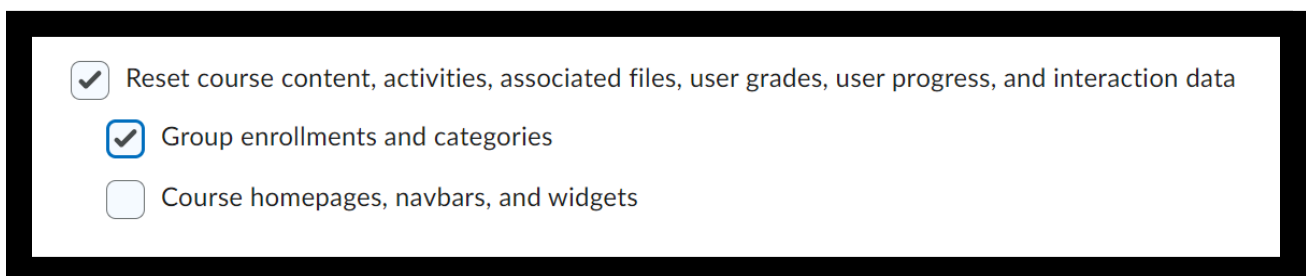 Reset course content, activities, associated files, user grades, user progress, and interaction data
Group enrollments and categories
Course homepages, navbars, and widgets